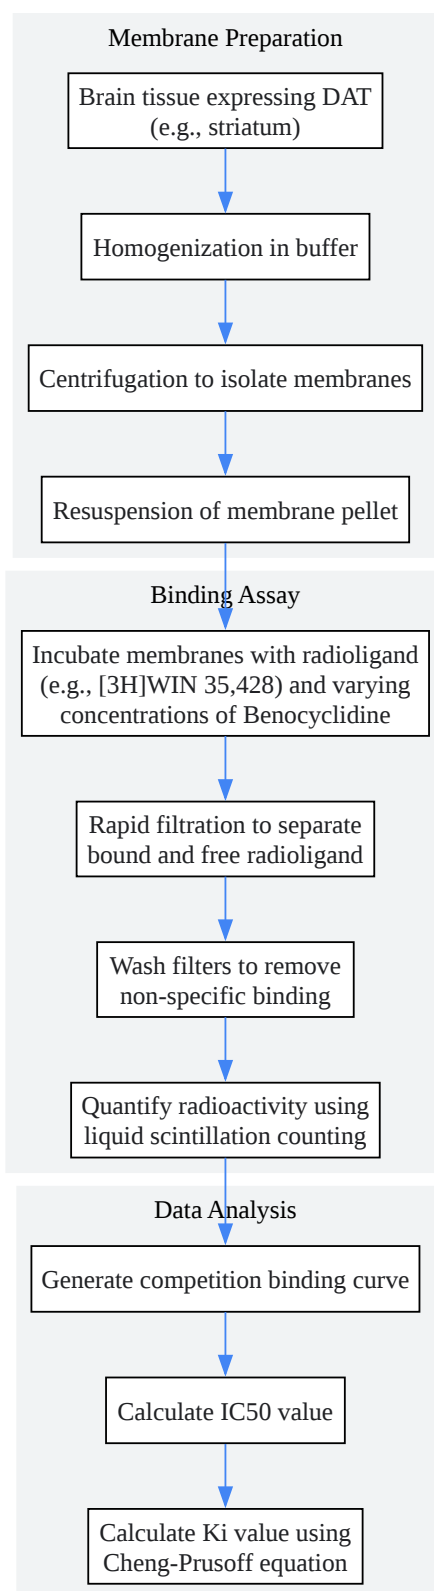 Membrane Preparation
Brain tissue expressing DAT
(e.g., striatum)
Homogenization in buffer
Centrifugation to isolate membranes
Resuspension of membrane pellet
Binding Assay
Incubate membranes with radioligand
(e.g., [3H]WIN 35,428) and varying
concentrations of Benocyclidine
Rapid filtration to separate
bound and free radioligand
Wash filters to remove
non-specific binding
Quantify radioactivity using
liquid scintillation counting
Data Analysis
Generate competition binding curve
Calculate IC50 value
Calculate Ki value using
Cheng-Prusoff equation